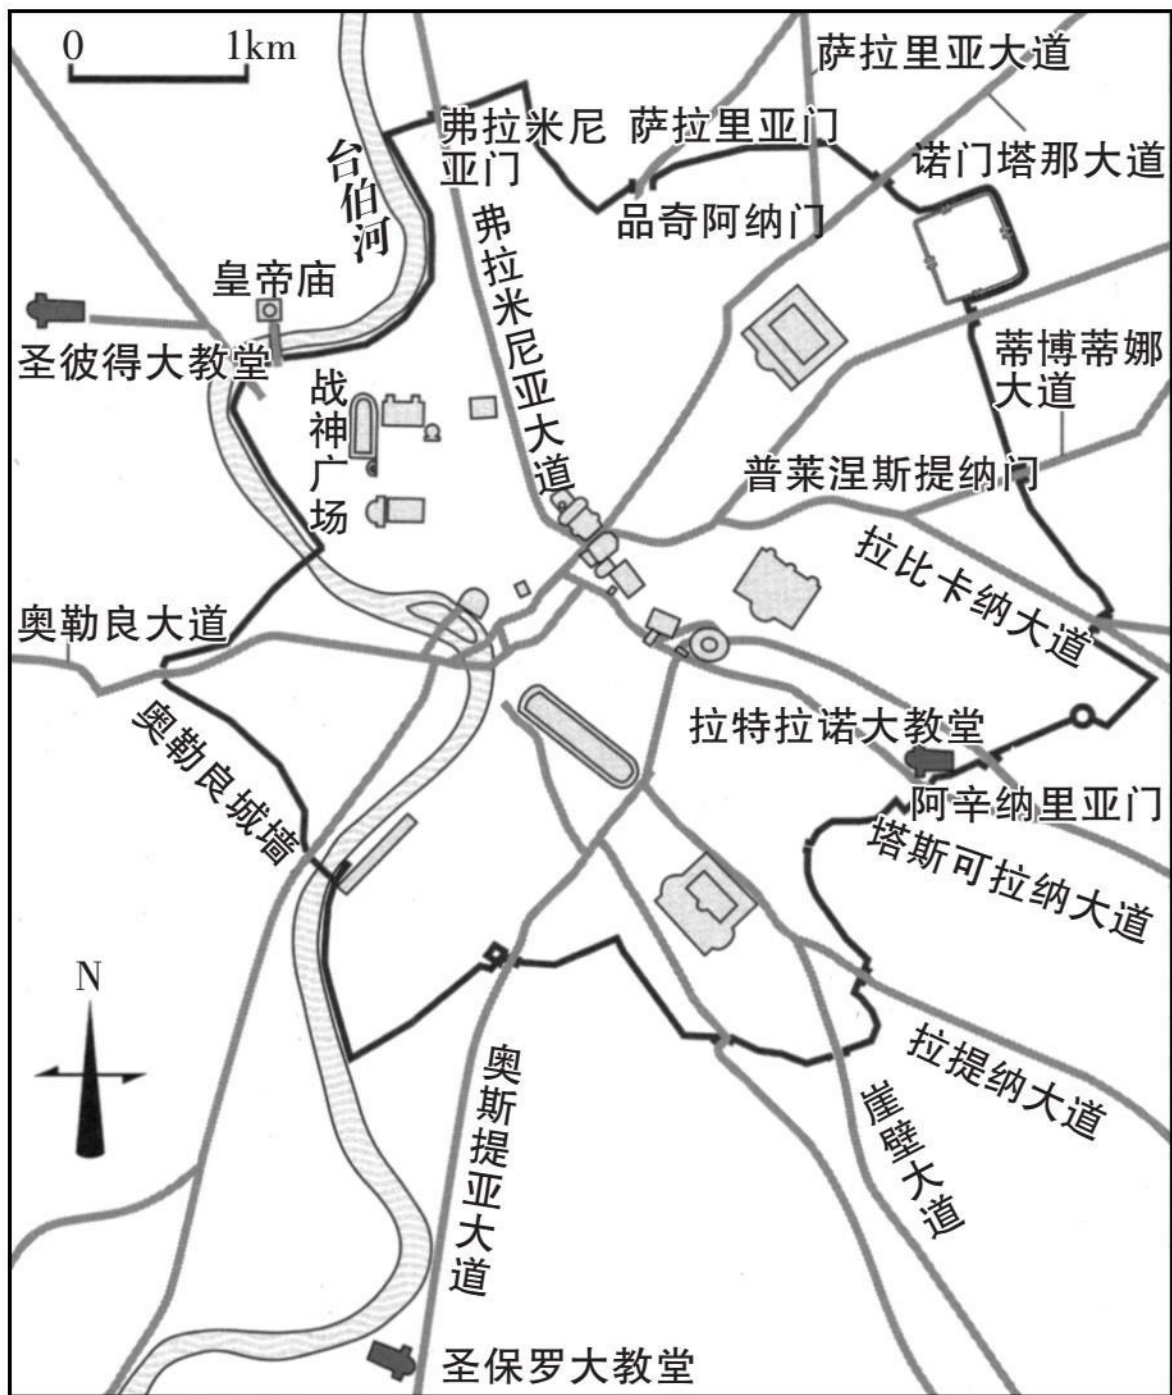 0 1km
萨拉里亚大道
台伯河
弗拉米尼
亚门
萨拉里亚门
诺门塔那大道
品奇阿纳门
弗拉米尼亚大道
皇帝庙
圣彼得大教堂
战神广场
蒂博蒂娜
大道
普莱涅斯提纳门
拉比卡纳大道
奥勒良大道
奥勒良城墙
拉特拉诺大教堂
阿辛纳里亚门
塔斯可拉纳大道
N
拉提纳大道
崖壁大道
奥斯提亚大道
圣保罗大教堂